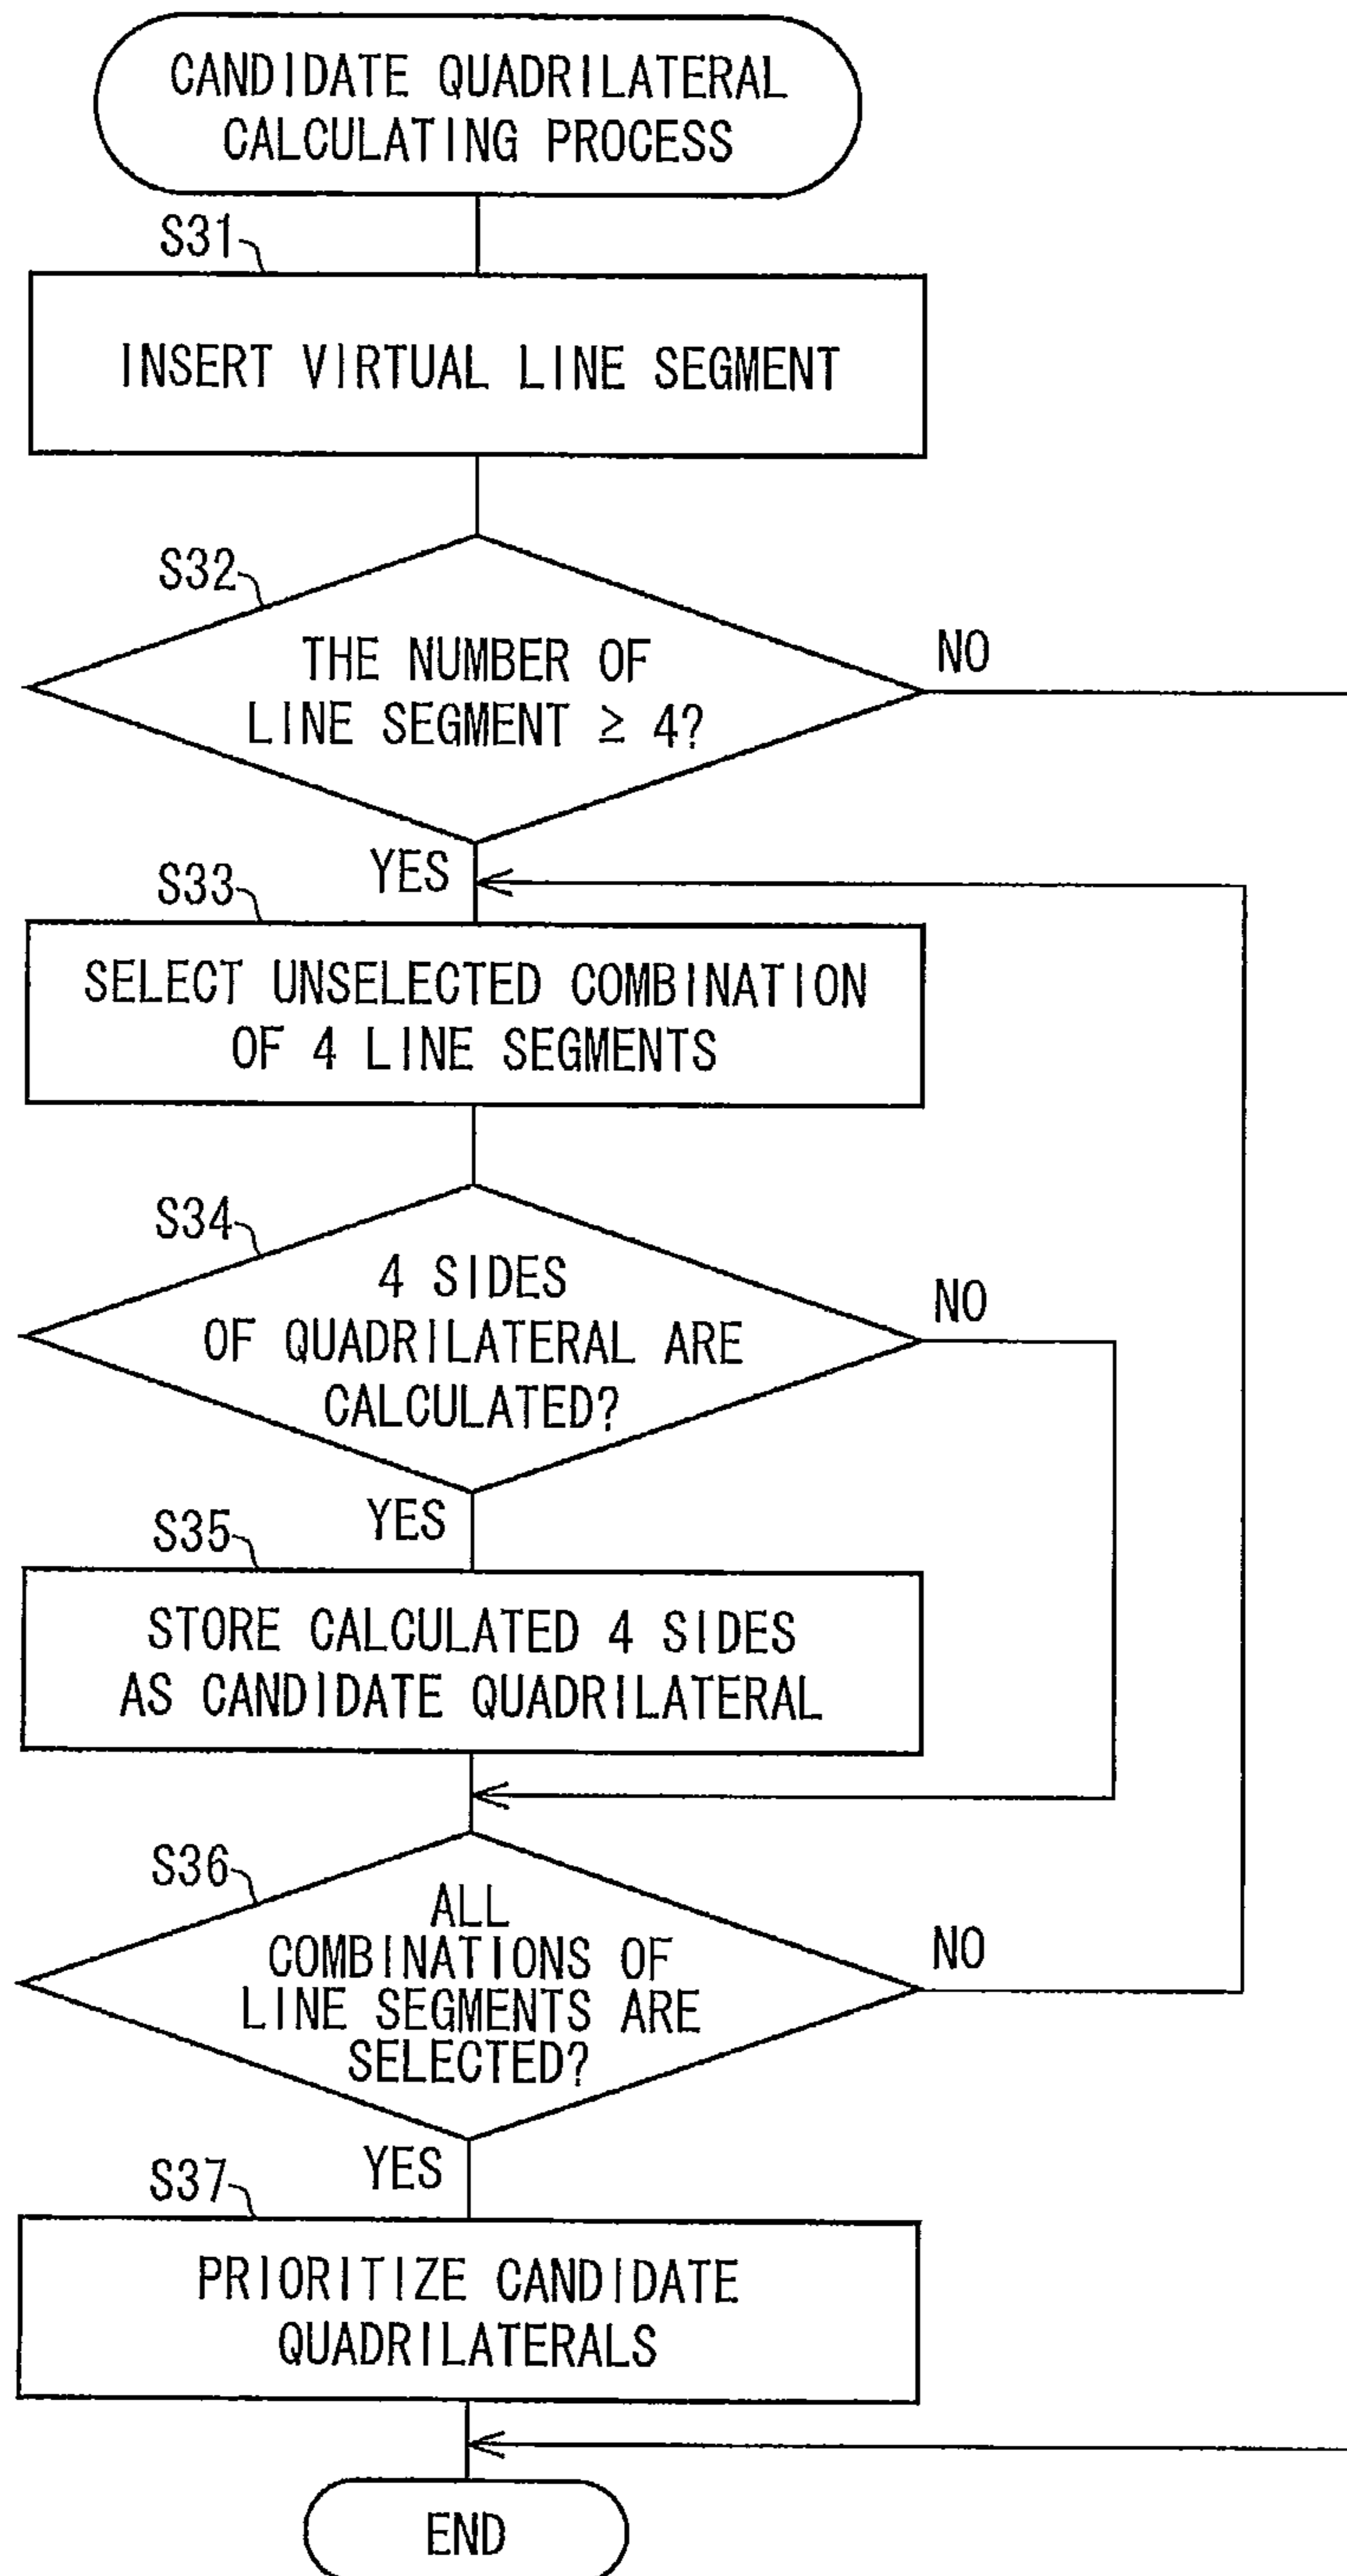 CANDIDATE QUADRILATERAL
CALCULATING PROCESS
S31
INSERT VIRTUAL LINE SEGMENT
S32
THE NUMBER OF
LINE SEGMENT ≥ 4?
NO
YES
S33
SELECT UNSELECTED COMBINATION
OF 4 LINE SEGMENTS
S34
4 SIDES
OF QUADRILATERAL ARE
CALCULATED?
NO
YES
S35
STORE CALCULATED 4 SIDES
AS CANDIDATE QUADRILATERAL
S36
ALL
COMBINATIONS OF
LINE SEGMENTS ARE
SELECTED?
NO
YES
S37
PRIORITIZE CANDIDATE
QUADRILATERALS
END